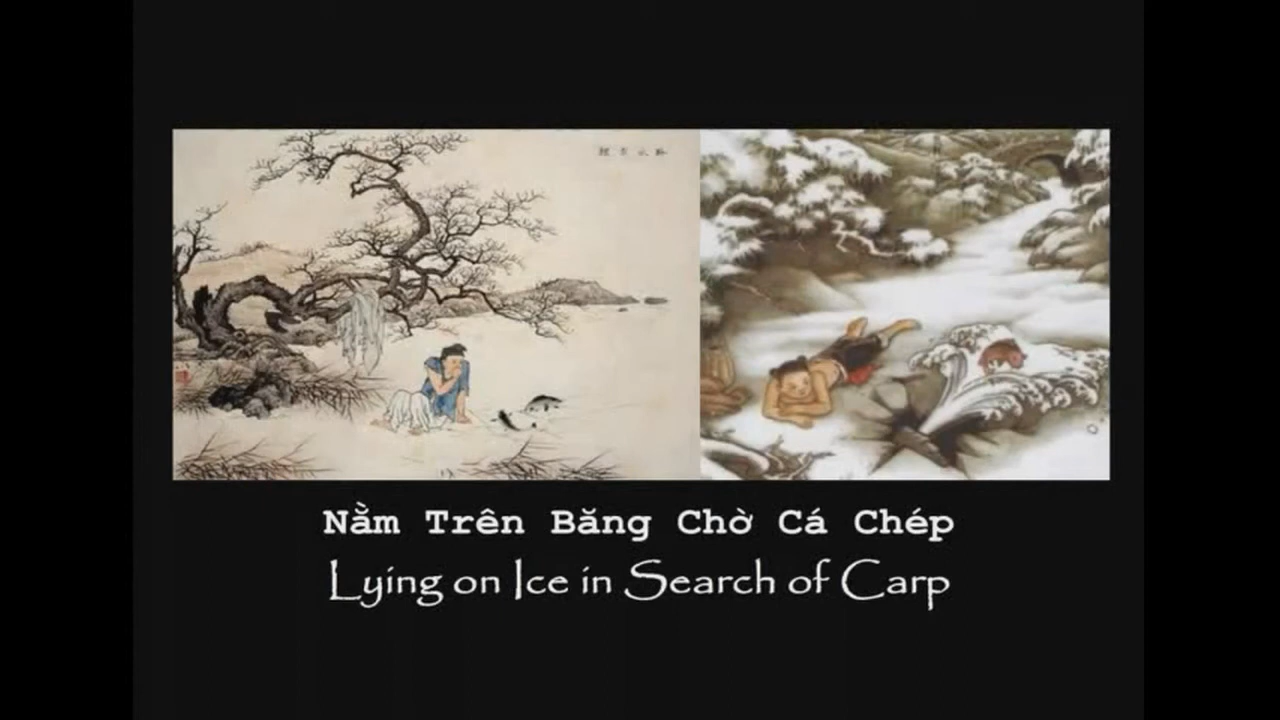 Nằm Trên Băng Chờ Cá Chép
Lying on Ice in Search of Carp